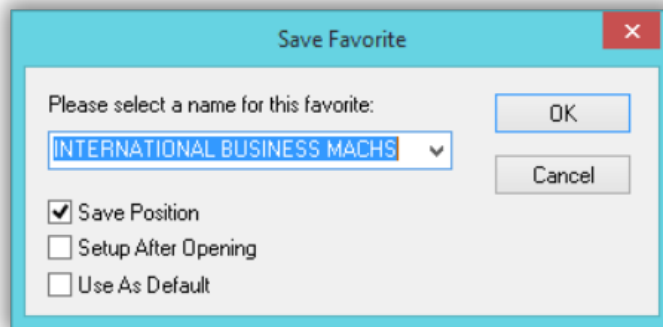 Save Favorite
Please select a name for this favorite:
OK
INTERNATIONAL BUSINESS MACHS
Cancel
Save Position
Setup After Opening
Use As Default